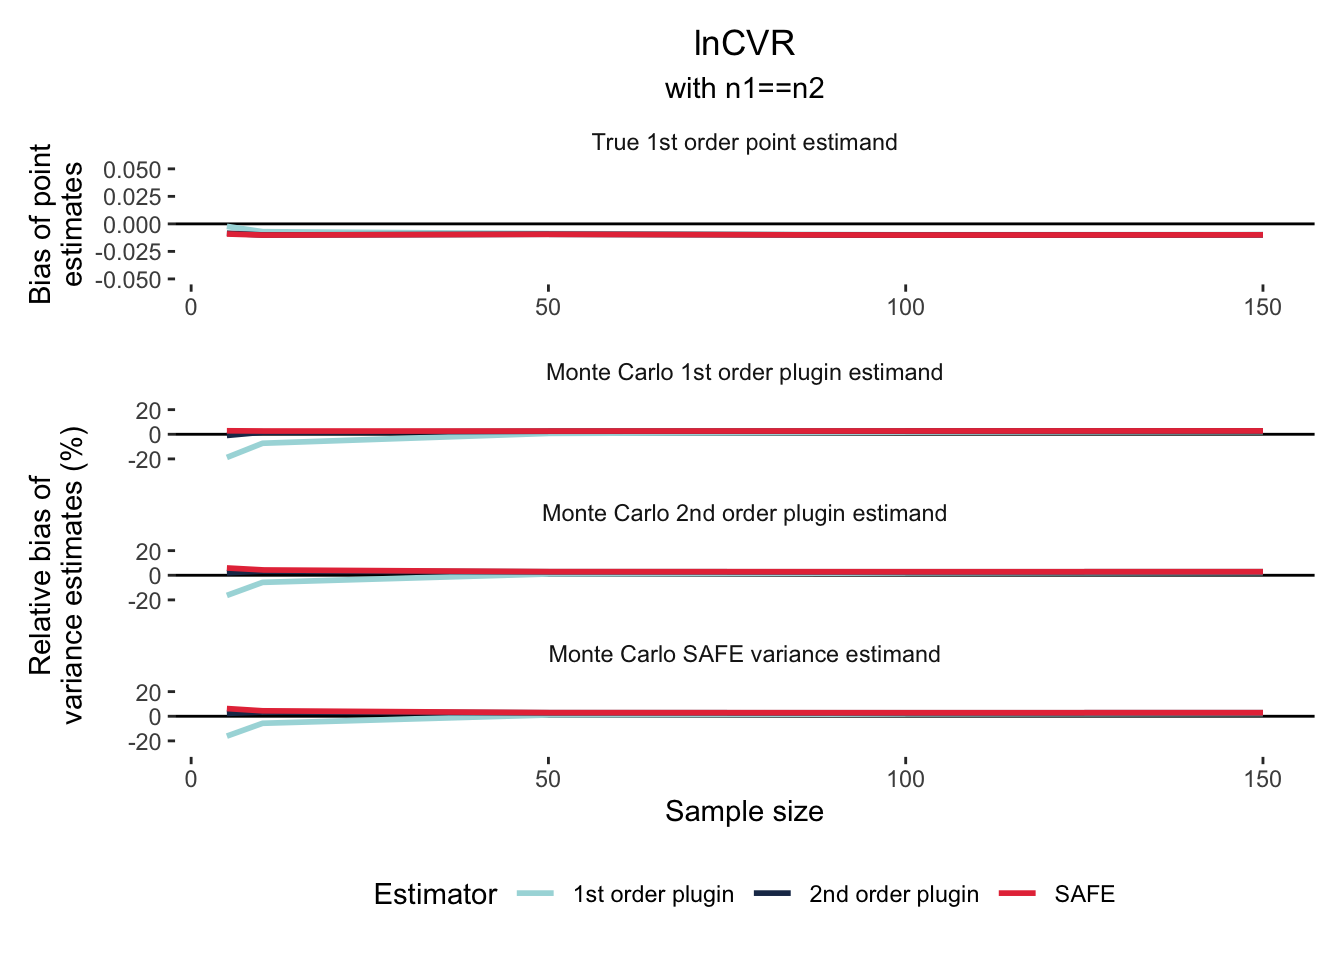 lnCVR
with n1==n2
True 1st order point estimand
Bias of point
estimates
0.050
0.025
0.000
-0.025
-0.050
0 50 100 150
Monte Carlo 1st order plugin estimand
20
0
-20
Relative bias of
variance estimates (%)
Monte Carlo 2nd order plugin estimand
20
0
-20
Monte Carlo SAFE variance estimand
20
0
-20
0 50 100 150
Sample size
Estimator 1st order plugin 2nd order plugin SAFE